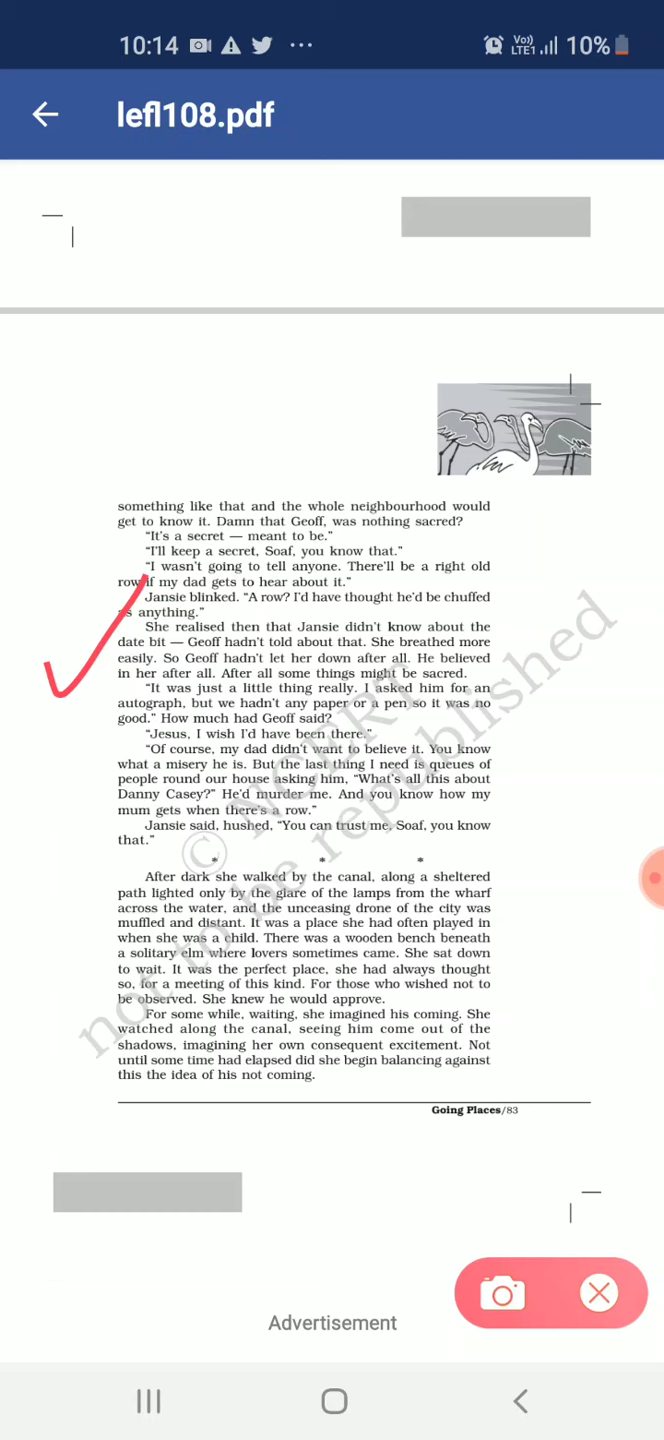 10:14 ... Vo)) LTE1 10%
lefl108.pdf
something like that and the whole neighbourhood would
get to know it. Damn that Geoff, was nothing sacred?
“It's a secret — meant to be.”
“I'll keep a secret, Soaf, you know that.”
“I wasn't going to tell anyone. There'll be a right old
row if my dad gets to hear about it.”
Jansie blinked. “A row? I'd have thought he'd be chuffed
as anything.”
She realised then that Jansie didn't know about the
date bit — Geoff hadn't told about that. She breathed more
easily. So Geoff hadn't let her down after all. He believed
in her after all. After all some things might be sacred.
“It was just a little thing really. I asked him for an
autograph, but we hadn't any paper or a pen so it was no
good.” How much had Geoff said?
“Jesus, I wish I'd have been there.”
“Of course, my dad didn't want to believe it. You know
what a misery he is. But the last thing I need is queues of
people round our house asking him, “What's all this about
Danny Casey?” He'd murder me. And you know how my
mum gets when there's a row.”
Jansie said, hushed, “You can trust me, Soaf, you know
that.”
* * *
After dark she walked by the canal, along a sheltered
path lighted only by the glare of the lamps from the wharf
across the water, and the unceasing drone of the city was
muffled and distant. It was a place she had often played in
when she was a child. There was a wooden bench beneath
a solitary elm where lovers sometimes came. She sat down
to wait. It was the perfect place, she had always thought
so, for a meeting of this kind. For those who wished not to
be observed. She knew he would approve.
For some while, waiting, she imagined his coming. She
watched along the canal, seeing him come out of the
shadows, imagining her own consequent excitement. Not
until some time had elapsed did she begin balancing against
this the idea of his not coming.
Going Places/83
© NCERT
not to be republished
Advertisement